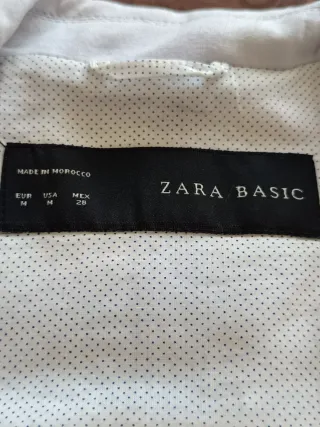 MADE IN MOROCCO
ZARA BASIC
EUR USA MEX
M M 28